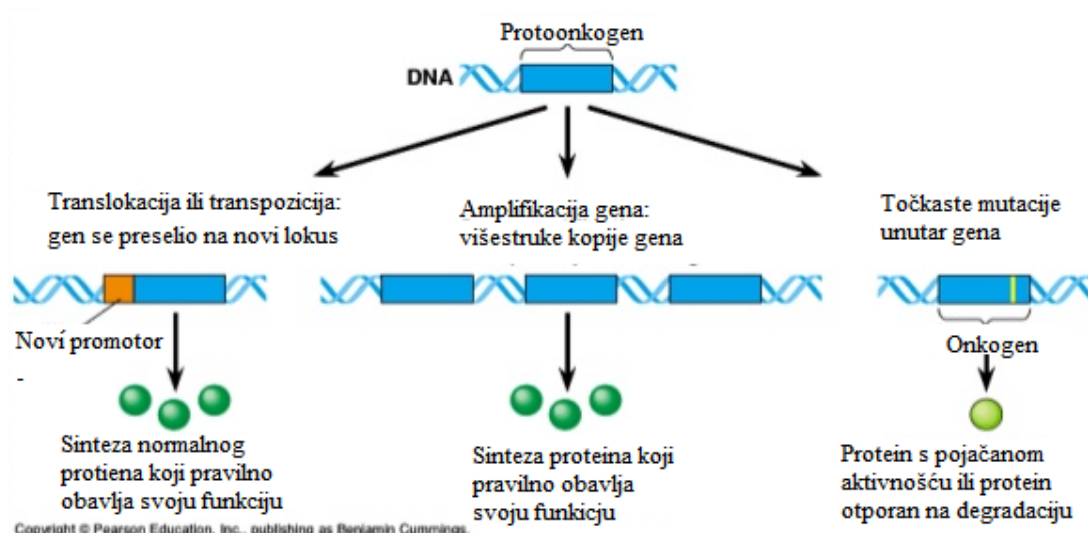 Protoonkogen
DNA
Translokacija ili transpozicija:
gen se preselio na novi lokus
Amplifikacija gena:
višestruke kopije gena
Točkaste mutacije
unutar gena
Noví promotor
-
Onkogen
Sinteza normalnog
protiena koji pravilno
obavlja svoju funkciju
Sinteza proteina koji
pravilno obavlja
svoju funkicju
Protein s pojačanom
aktivnošću ili protein
otporan na degradaciju
Copyright © Pearson Education, Inc., publishing as Benjamin Cummings.